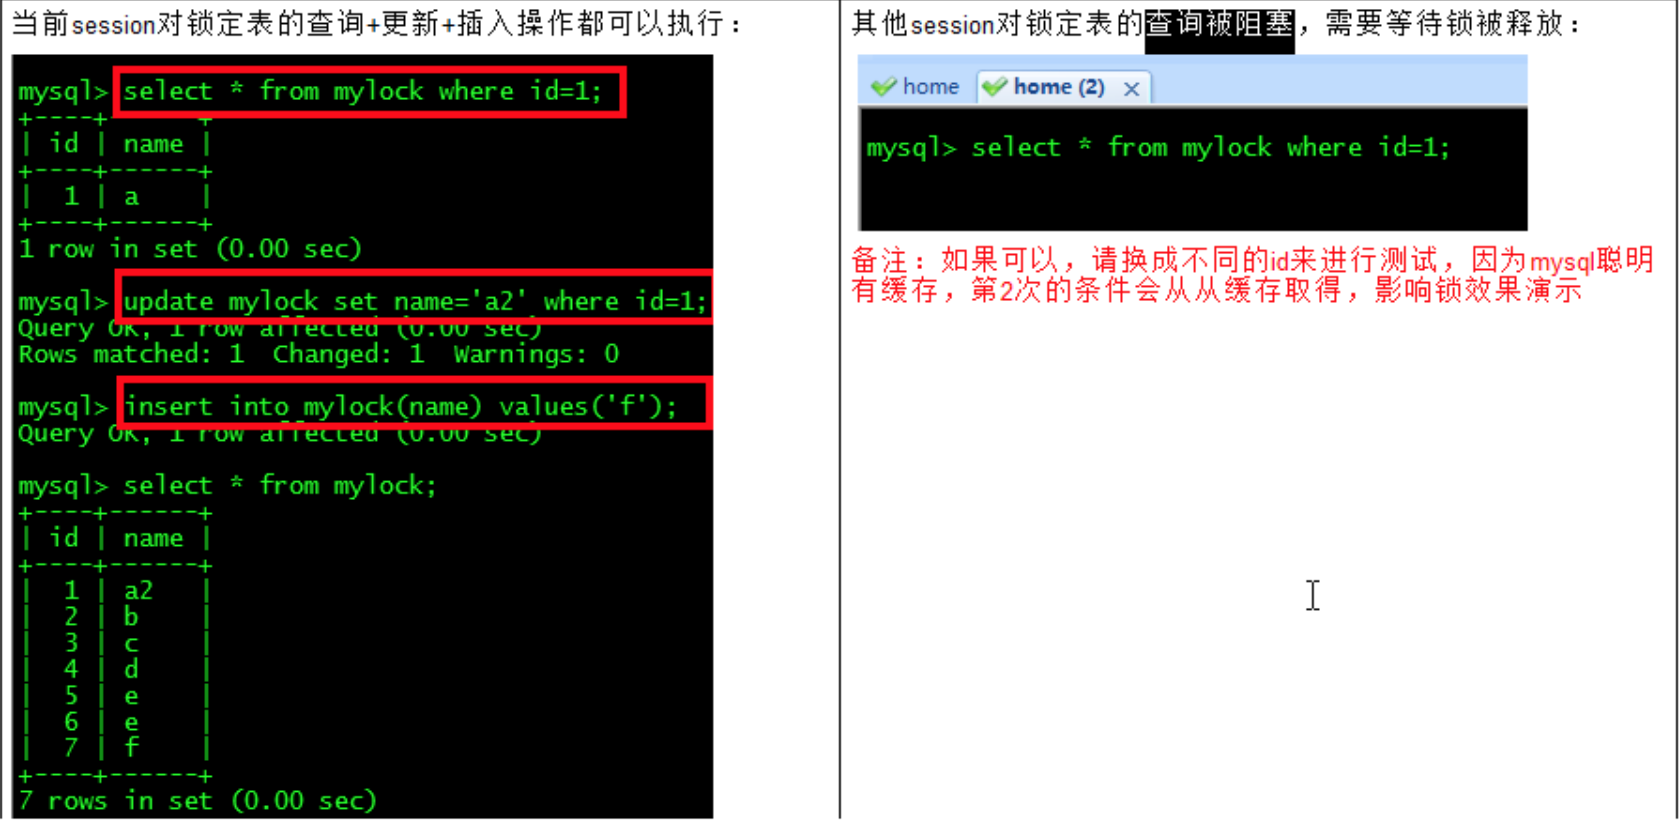 当前session对锁定表的查询+更新+插入操作都可以执行：
mysql> select * from mylock where id=1;
+----+------+
| id | name |
+----+------+
| 1 | a |
+----+------+
1 row in set (0.00 sec)
mysql> update mylock set name='a2' where id=1;
Query OK, 1 row affected (0.00 sec)
Rows matched: 1 Changed: 1 Warnings: 0
mysql> insert into mylock(name) values('f');
Query OK, 1 row affected (0.00 sec)
mysql> select * from mylock;
+----+------+
| id | name |
+----+------+
| 1 | a2 |
| 2 | b |
| 3 | c |
| 4 | d |
| 5 | e |
| 6 | e |
| 7 | f |
+----+------+
7 rows in set (0.00 sec)
其他session对锁定表的查询被阻塞，需要等待锁被释放：
home home (2) x
mysql> select * from mylock where id=1;
备注：如果可以，请换成不同的id来进行测试，因为mysql聪明
有缓存，第2次的条件会从从缓存取得，影响锁效果演示